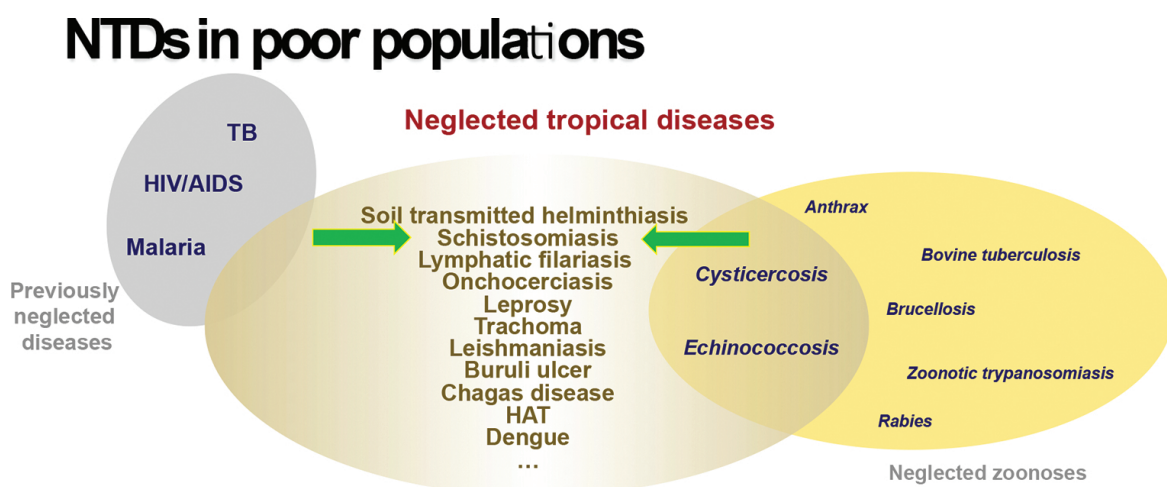 NTDs in poor populations
Neglected tropical diseases
TB
HIV/AIDS
Malaria
Previously
neglected
diseases
Soil transmitted helminthiasis
Schistosomiasis
Lymphatic filariasis
Onchocerciasis
Leprosy
Trachoma
Leishmaniasis
Buruli ulcer
Chagas disease
HAT
Dengue
...
Cysticercosis
Echinococcosis
Anthrax
Bovine tuberculosis
Brucellosis
Zoonotic trypanosomiasis
Rabies
Neglected zoonoses